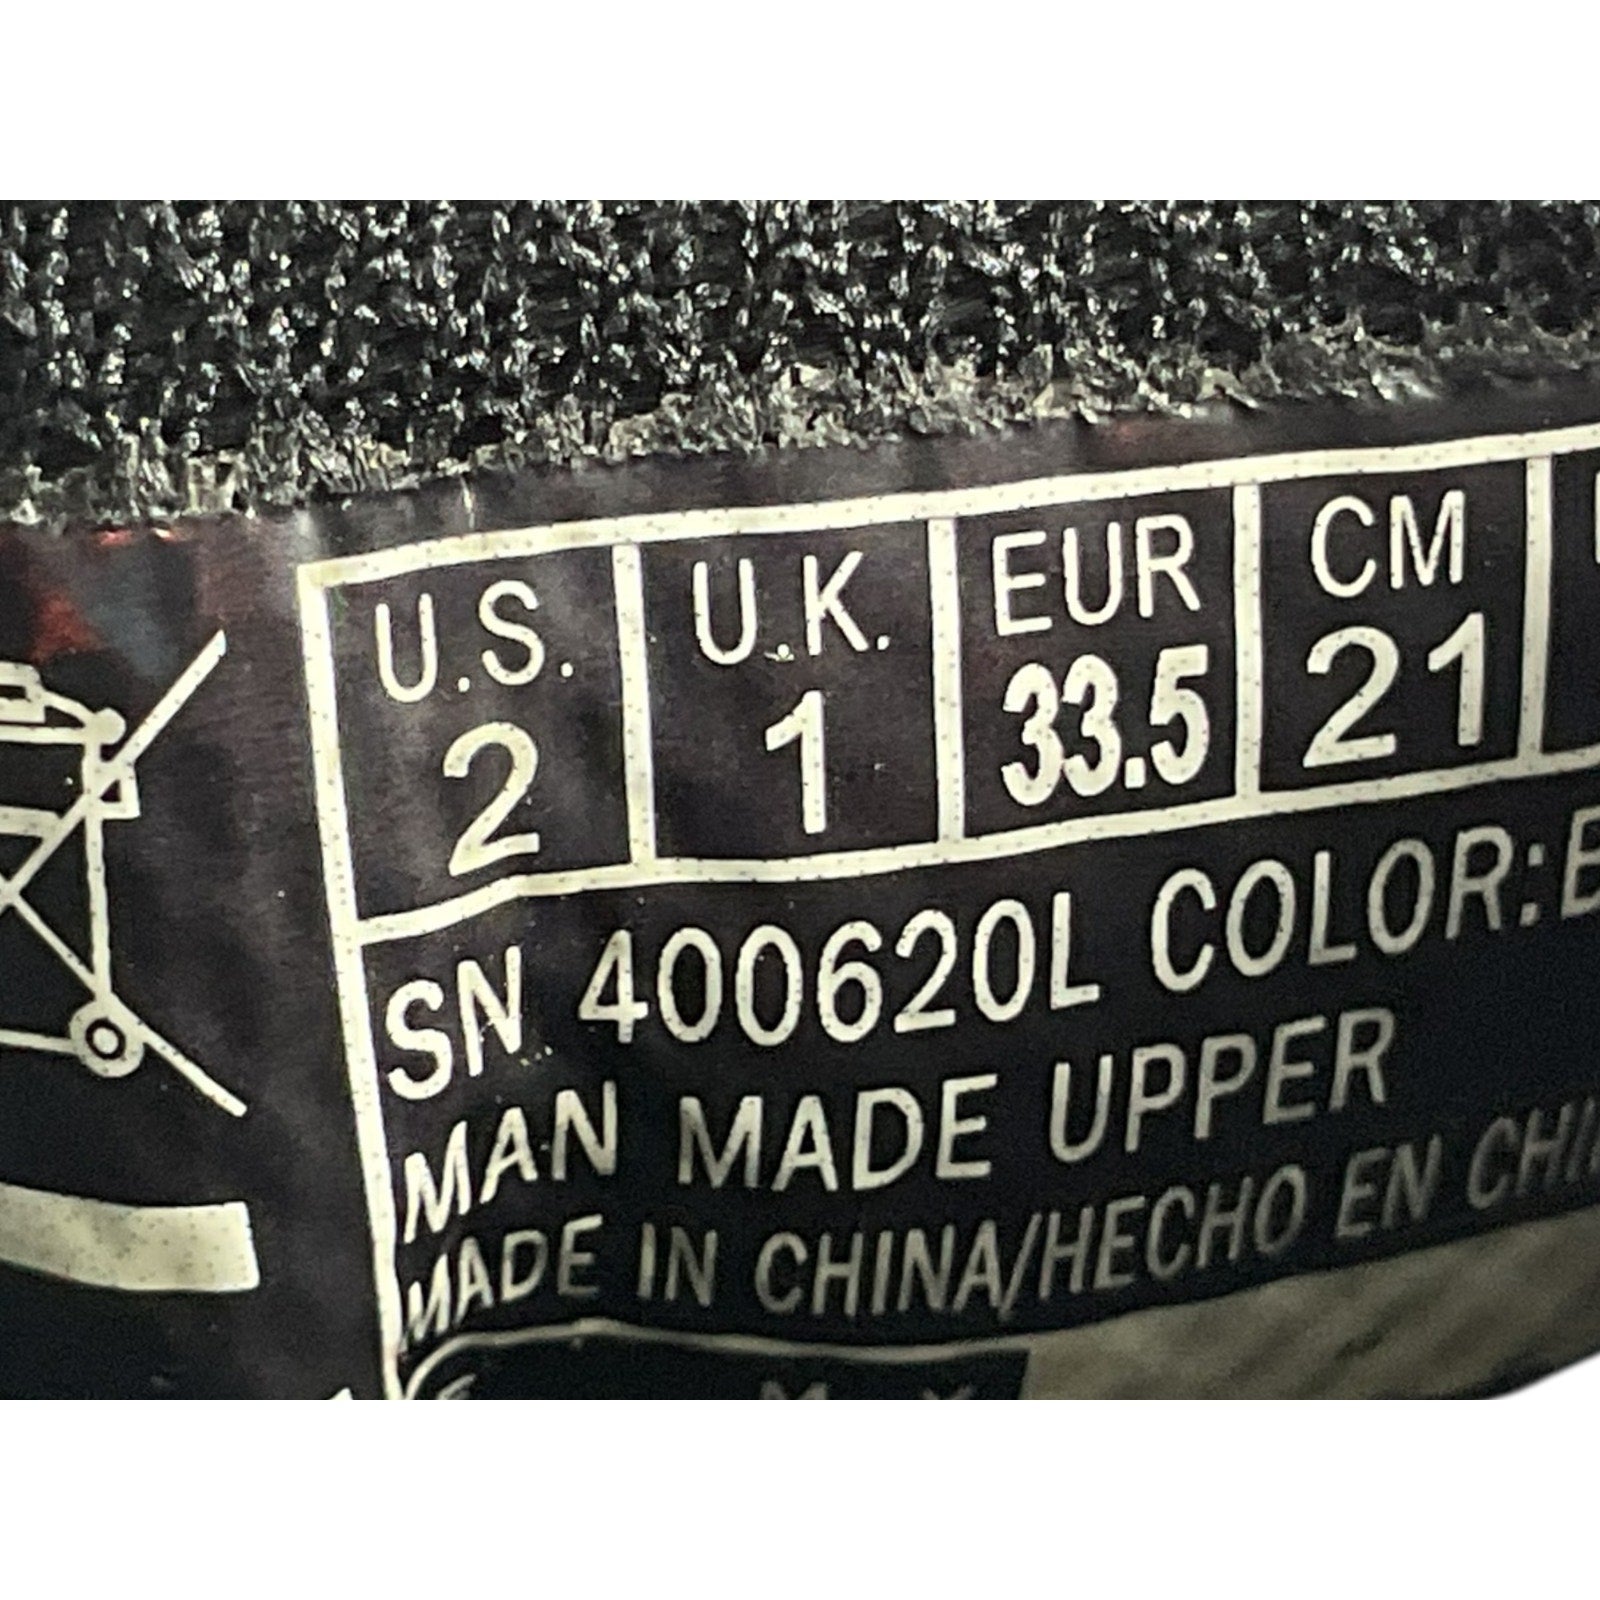 U.S. U.K. EUR CM
2 1 33.5 21
SN 400620L COLOR:
MAN MADE UPPER
MADE IN CHINA/HECHO EN